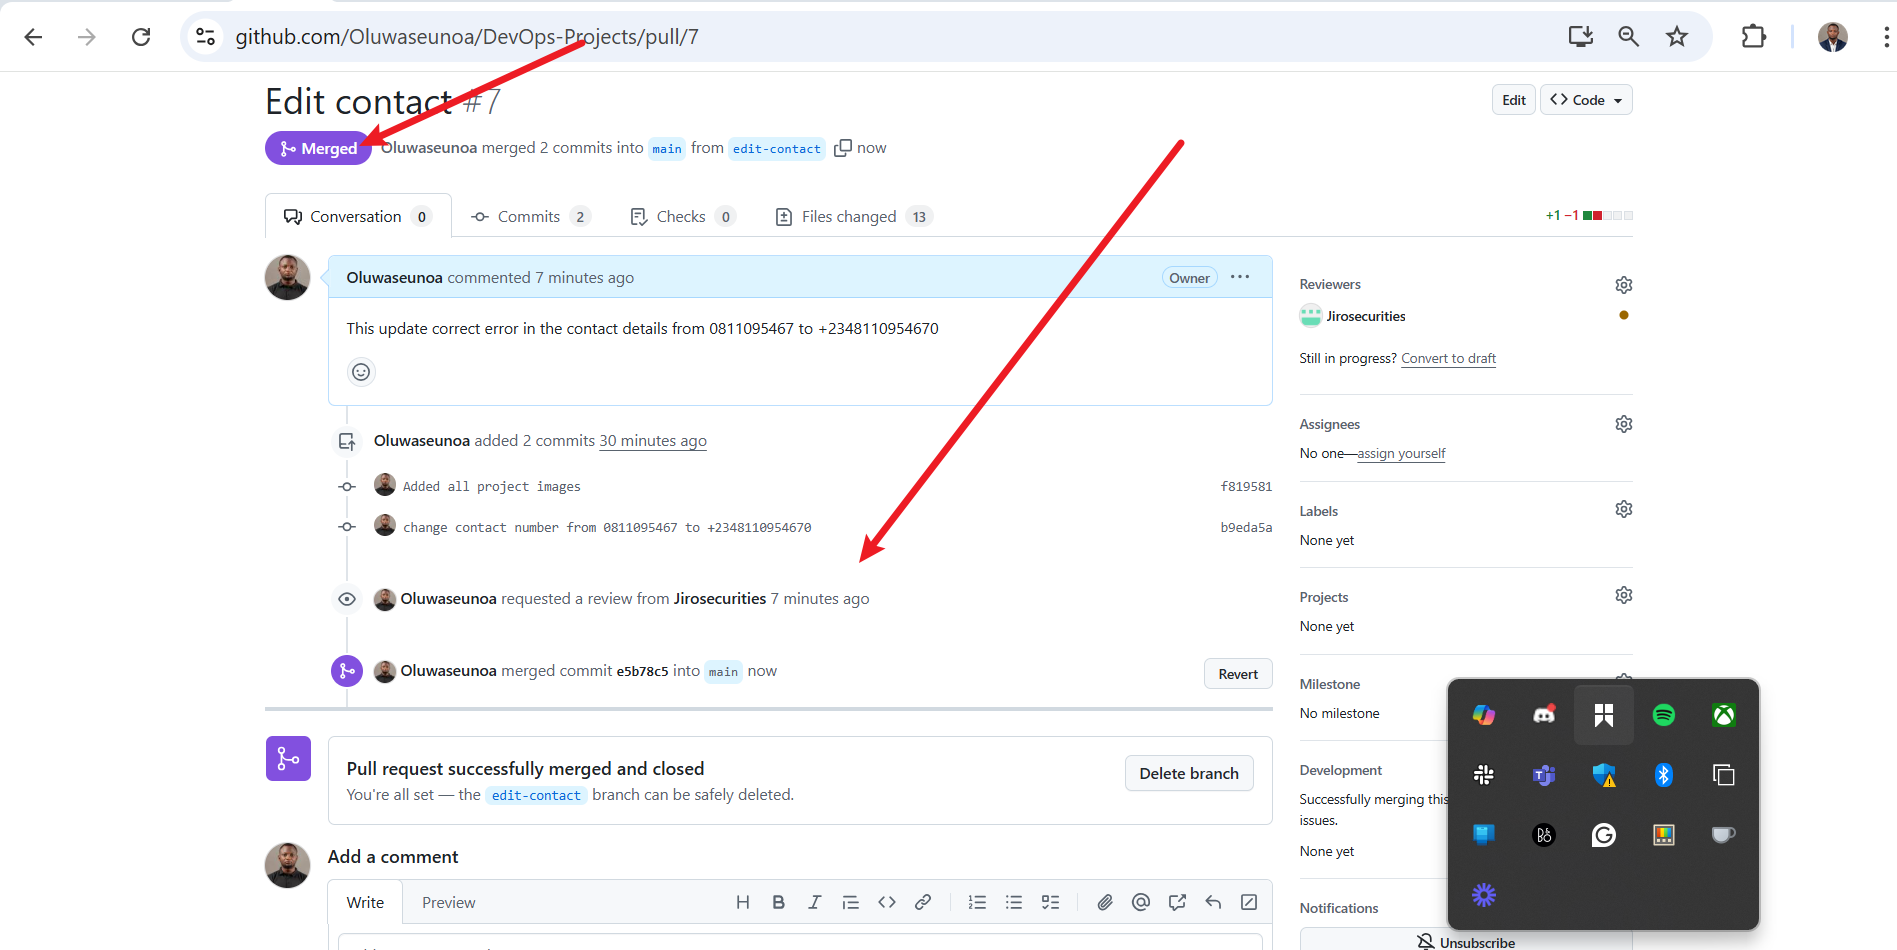 github.com/Oluwaseunoa/DevOps-Projects/pull/7
Edit contact #7
Edit
Code
Merged
Oluwaseunoa merged 2 commits into main from edit-contact now
Conversation 0
Commits 2
Checks 0
Files changed 13
+1 −1
Oluwaseunoa commented 7 minutes ago
Owner
This update correct error in the contact details from 0811095467 to +2348110954670
Oluwaseunoa added 2 commits 30 minutes ago
Added all project images
f819581
change contact number from 0811095467 to +2348110954670
b9eda5a
Oluwaseunoa requested a review from Jirosecurities 7 minutes ago
Oluwaseunoa merged commit e5b78c5 into main now
Revert
Pull request successfully merged and closed
You're all set — the edit-contact branch can be safely deleted.
Delete branch
Add a comment
Write
Preview
Reviewers
Jirosecurities
Still in progress? Convert to draft
Assignees
No one—assign yourself
Labels
None yet
Projects
None yet
Milestone
No milestone
Development
Successfully merging this
issues.
None yet
Notifications
Unsubscribe